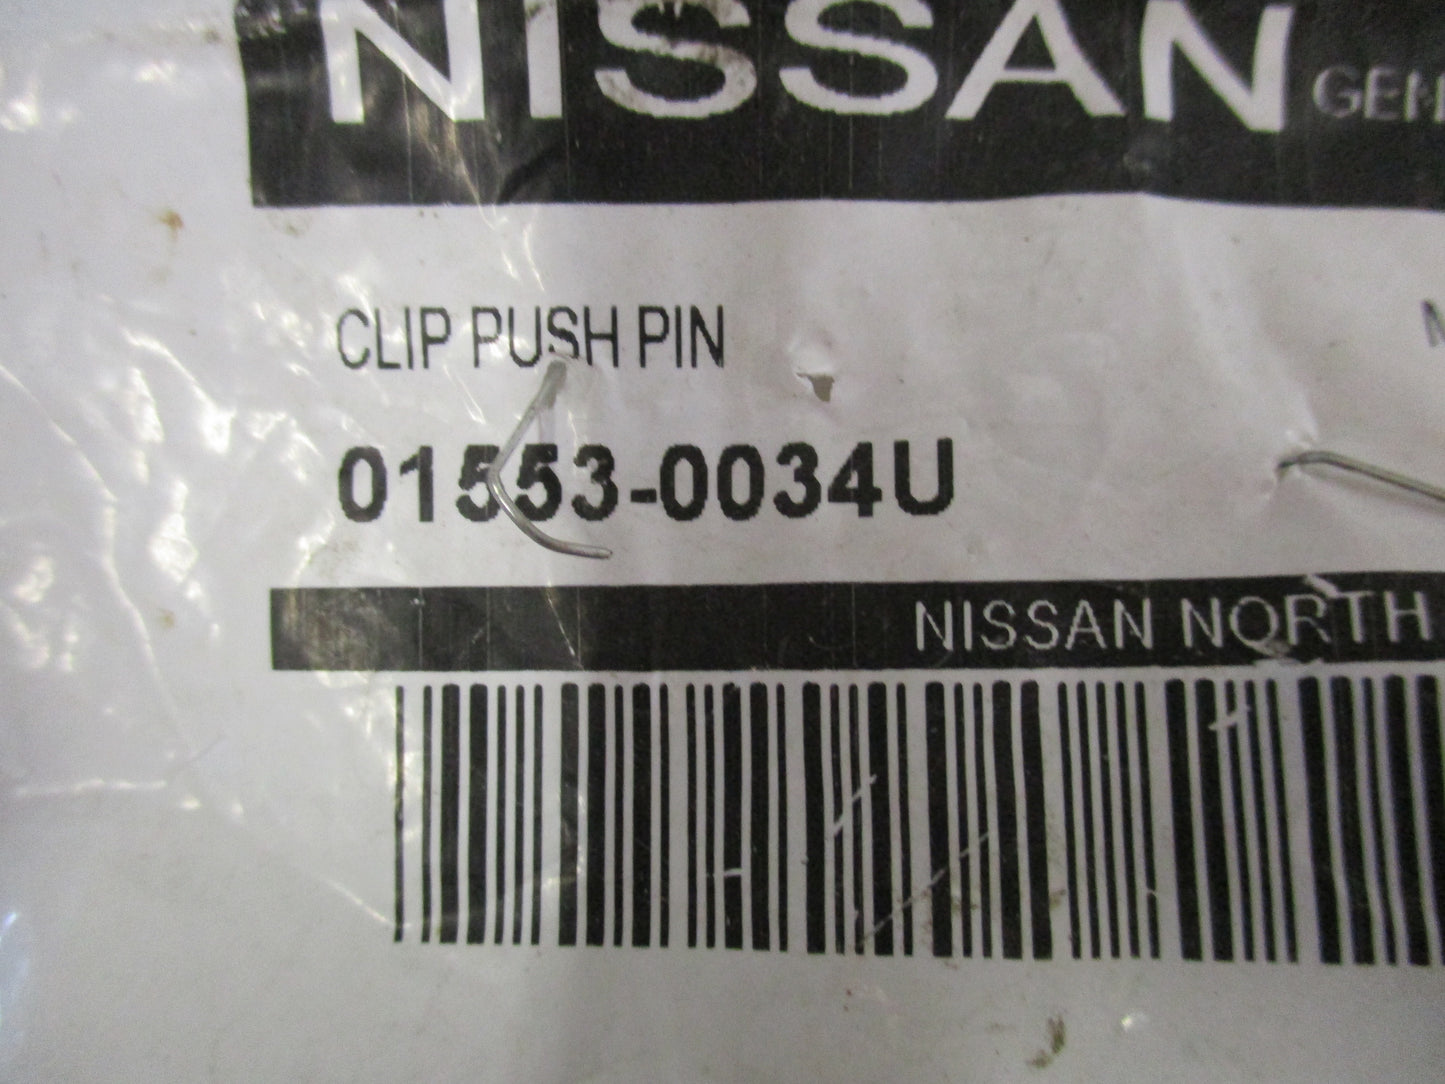 NISSAN
CLIP PUSH PIN
01553-0034U
NISSAN NORTH